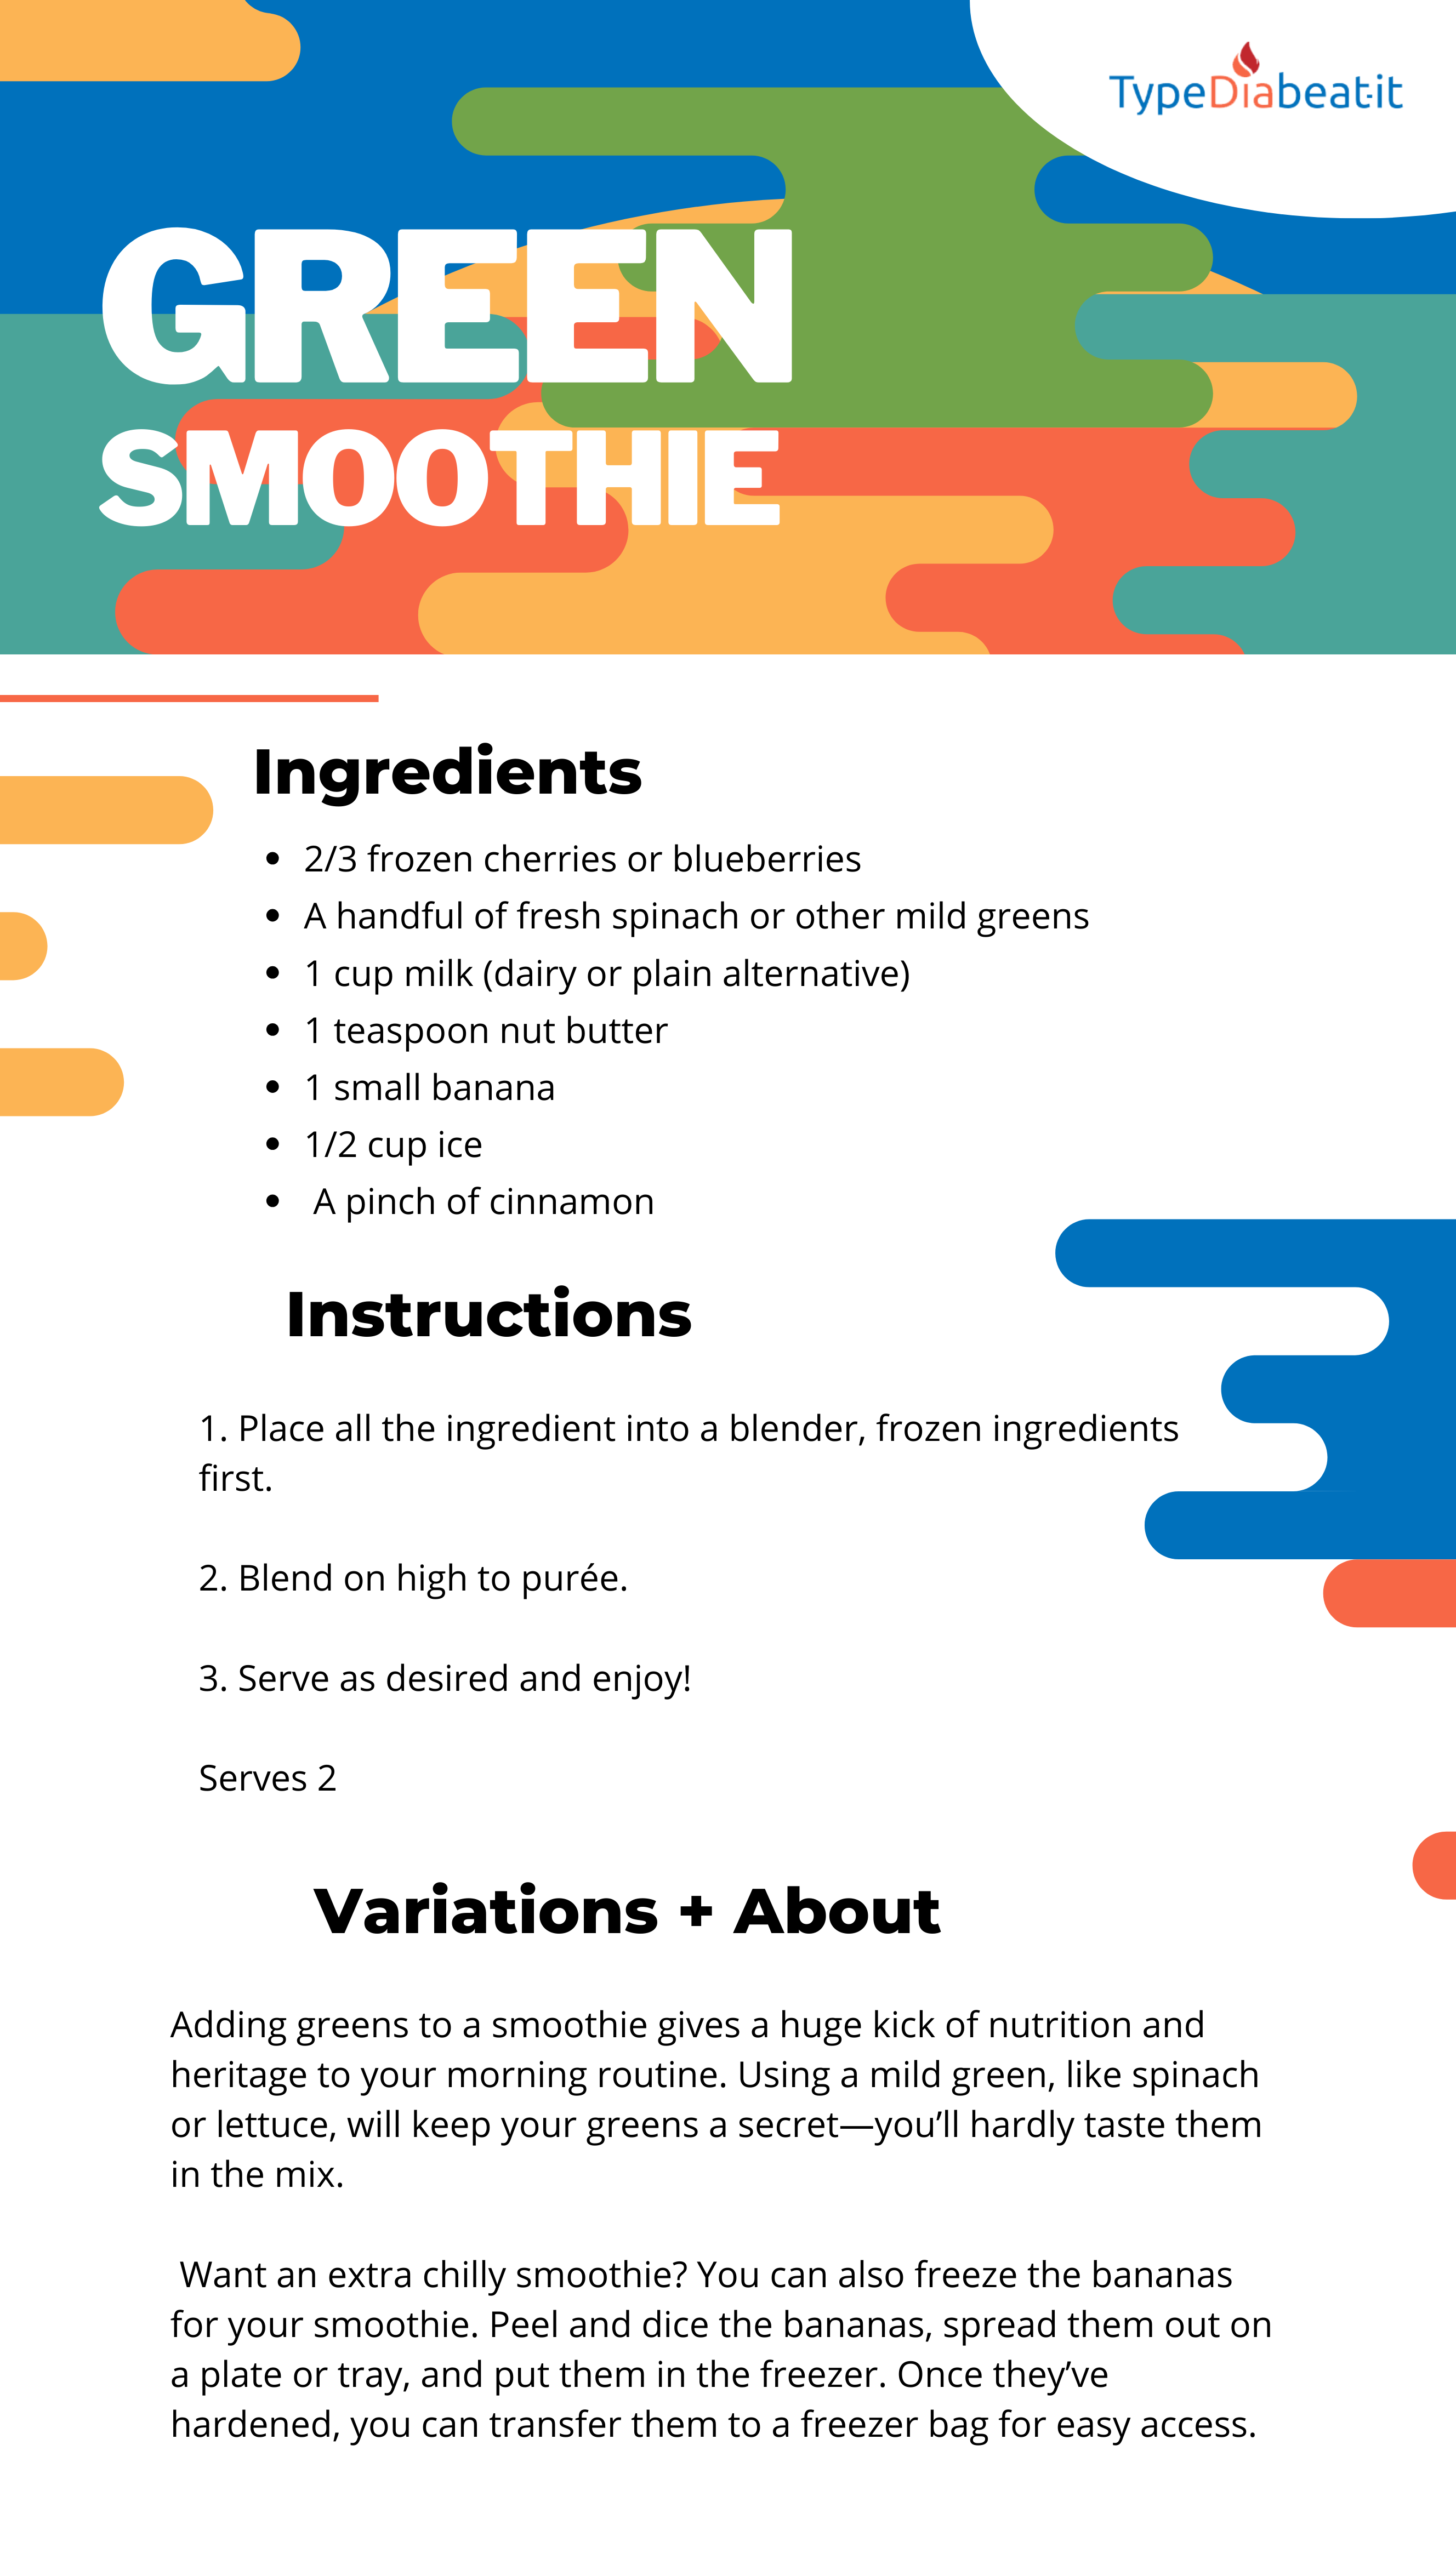 TypeDiabeat-it
GREEN
SMOOTHIE
Ingredients
• 2/3 frozen cherries or blueberries
• A handful of fresh spinach or other mild greens
• 1 cup milk (dairy or plain alternative)
• 1 teaspoon nut butter
• 1 small banana
• 1/2 cup ice
• A pinch of cinnamon
Instructions
1. Place all the ingredient into a blender, frozen ingredients
first.
2. Blend on high to purée.
3. Serve as desired and enjoy!
Serves 2
Variations + About
Adding greens to a smoothie gives a huge kick of nutrition and
heritage to your morning routine. Using a mild green, like spinach
or lettuce, will keep your greens a secret—you’ll hardly taste them
in the mix.
Want an extra chilly smoothie? You can also freeze the bananas
for your smoothie. Peel and dice the bananas, spread them out on
a plate or tray, and put them in the freezer. Once they’ve
hardened, you can transfer them to a freezer bag for easy access.